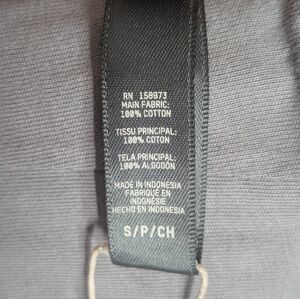 RN 158973
MAIN FABRIC:
100% COTTON
TISSU PRINCIPAL:
100% COTON
TELA PRINCIPAL:
100% ALGODÓN
MADE IN INDONESIA
FABRIQUÉ EN
INDONÉSIE
HECHO EN INDONESIA
S/P/CH